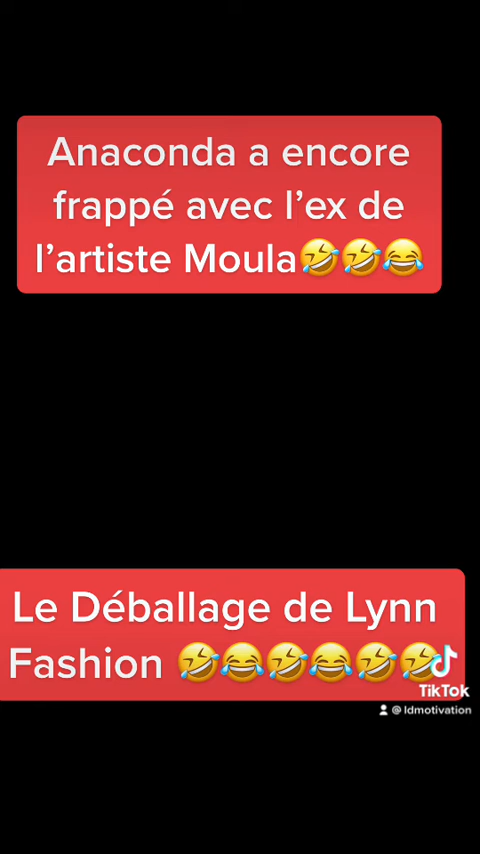 Anaconda a encore
frappé avec l’ex de
l’artiste Moula🤣🤣😂
Le Déballage de Lynn
Fashion 🤣😂🤣😂🤣🤣
TikTok
@ ldmotivation